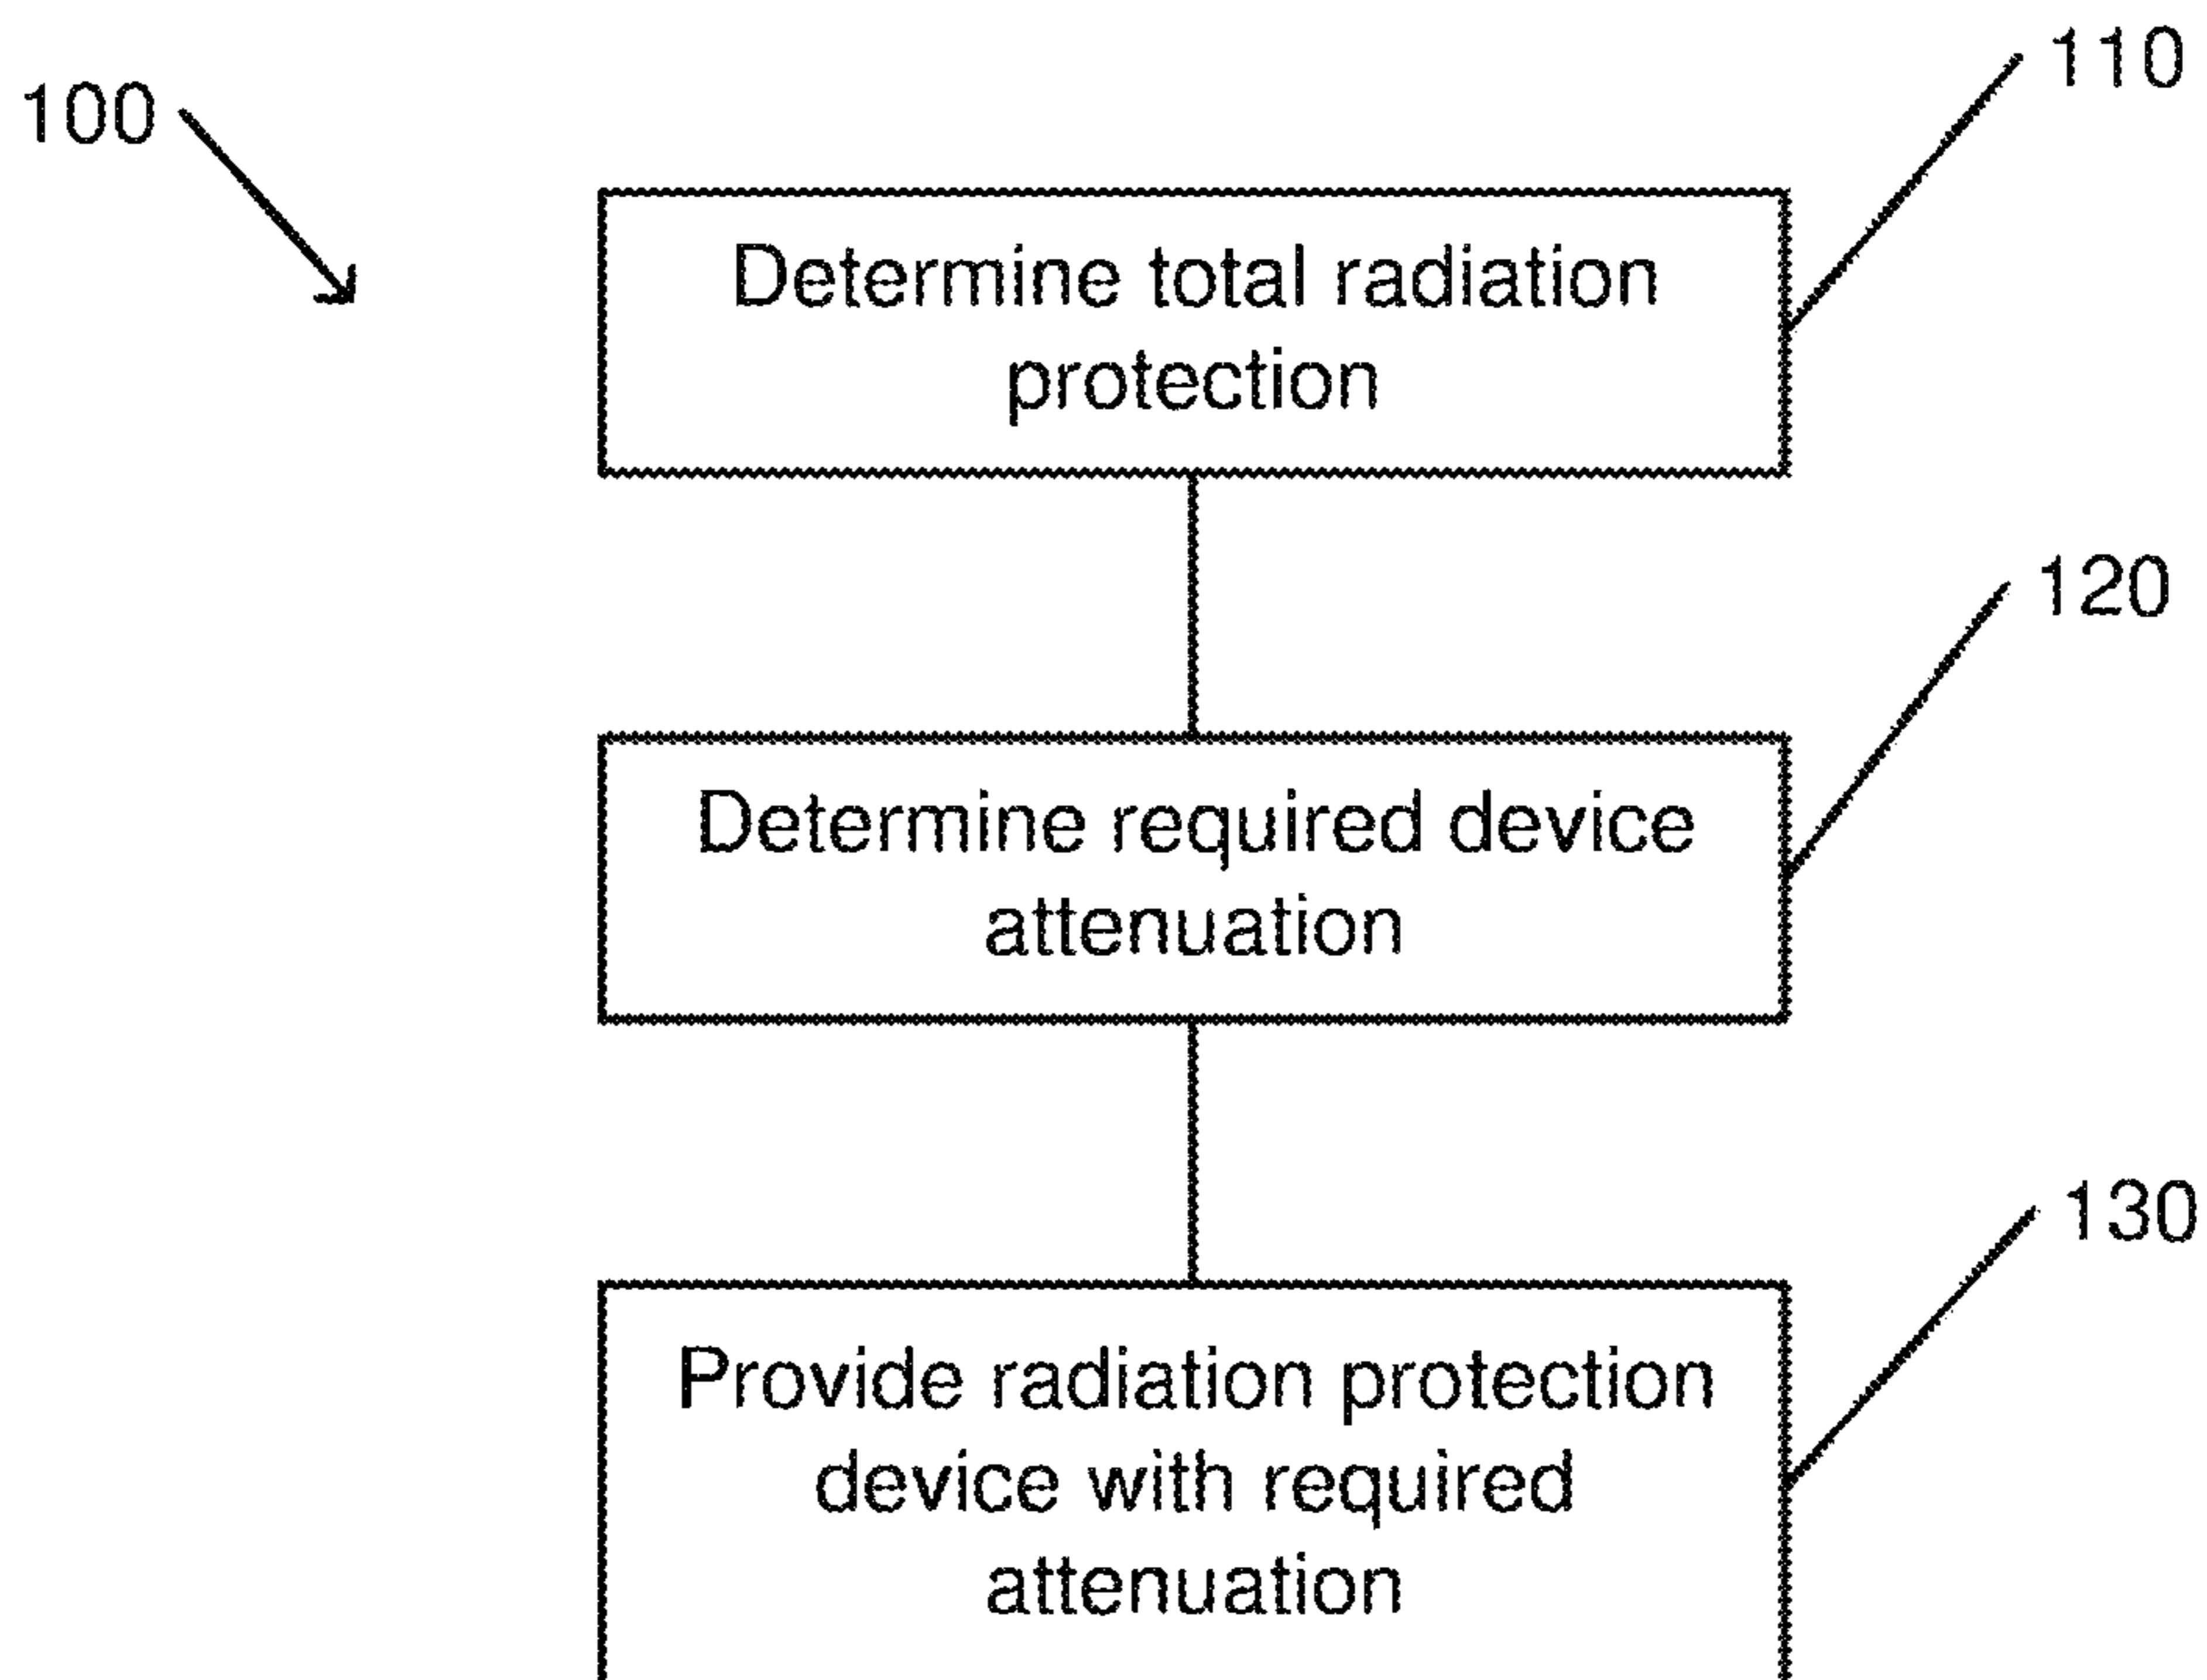 110
100
Determine total radiation
protection
120
Determine required device
attenuation
130
Provide radiation protection
device with required
attenuation